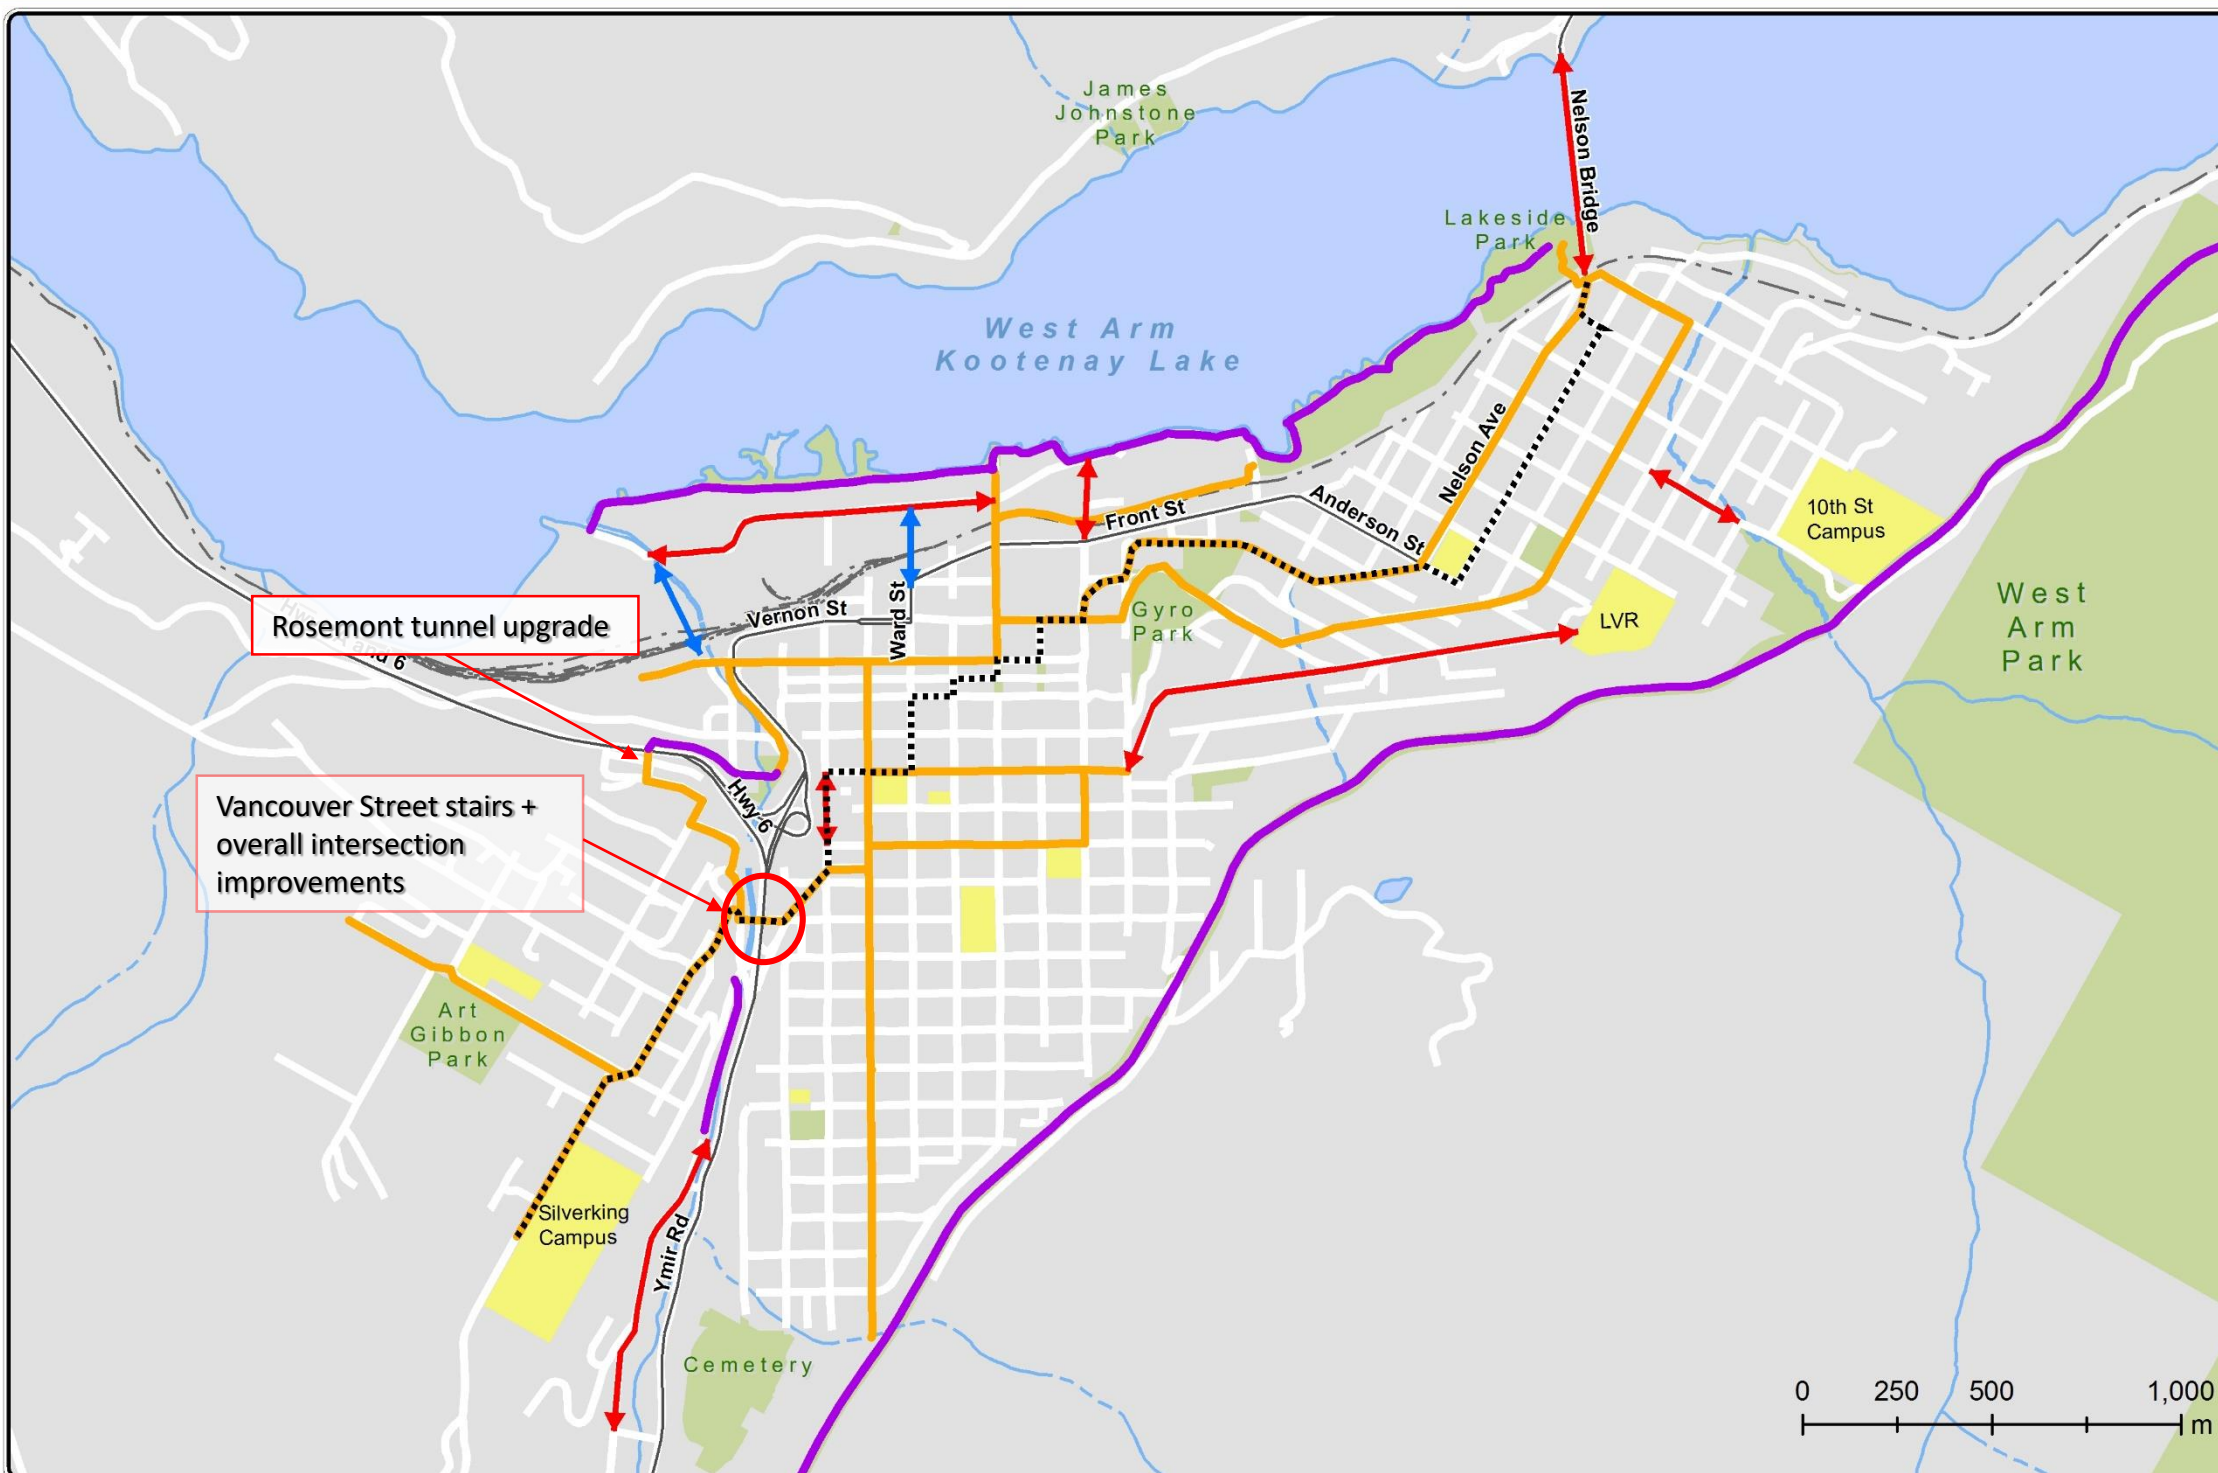 James
Johnstone
Park
Nelson Bridge
Lakeside
Park
West Arm
Kootenay Lake
Nelson Ave
Anderson St
Front St
10th St
Campus
West
Arm
Park
LVR
Gyro
Park
Ward St
Vernon St
Rosemont tunnel upgrade
and 6
Hwy 6
Vancouver Street stairs +
overall intersection
improvements
Art
Gibbon
Park
Silverking
Campus
Ymir Rd
Cemetery
0 250 500 1,000
m